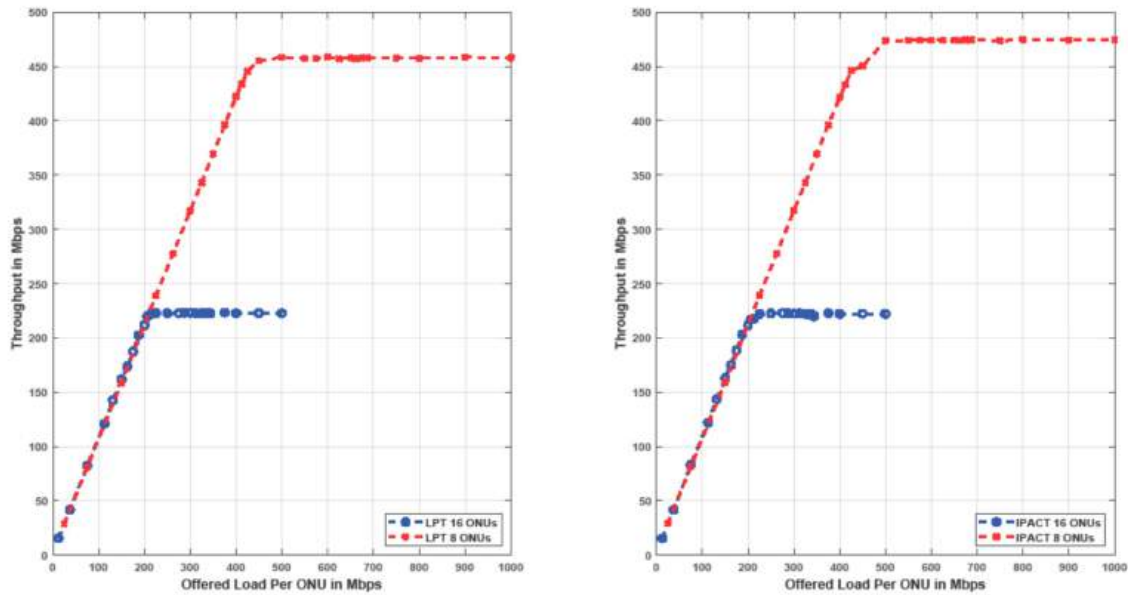 500
450
400
350
300
250
200
150
100
50
0
Throughput in Mbps
0 100 200 300 400 500 600 700 800 900 1000
Offered Load Per ONU in Mbps
LPT 16 ONUs
LPT 8 ONUs
500
450
400
350
300
250
200
150
100
50
0
Throughput in Mbps
0 100 200 300 400 500 600 700 800 900 1000
Offered Load Per ONU in Mbps
IPACT 16 ONUs
IPACT 8 ONUs